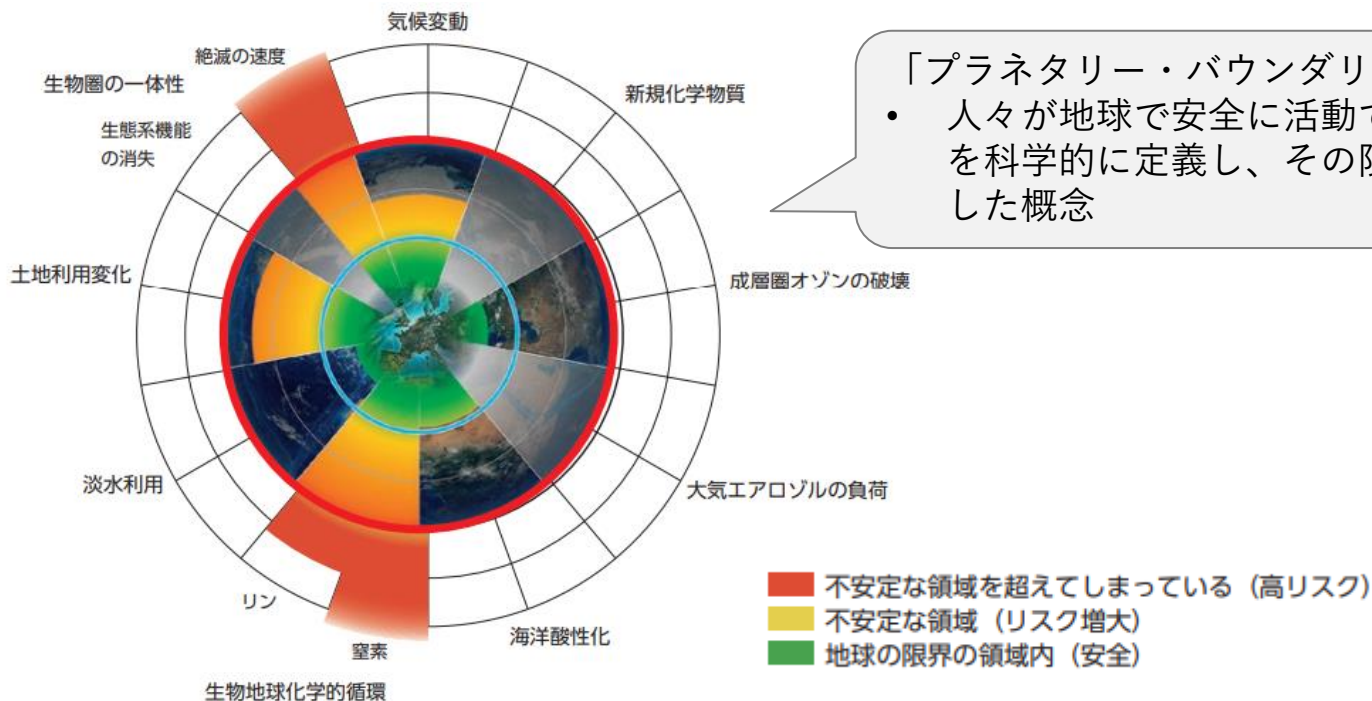 気候変動
絶滅の速度
生物圏の一体性
生態系機能
の消失
新規化学物質
「プラネタリー・バウンダリ
• 人々が地球で安全に活動
を科学的に定義し、その
した概念
土地利用変化
成層圏オゾンの破壊
淡水利用
大気エアロゾルの負荷
リン
窒素
海洋酸性化
生物地球化学的循環
不安定な領域を超えてしまっている（高リスク）
不安定な領域（リスク増大）
地球の限界の領域内（安全）